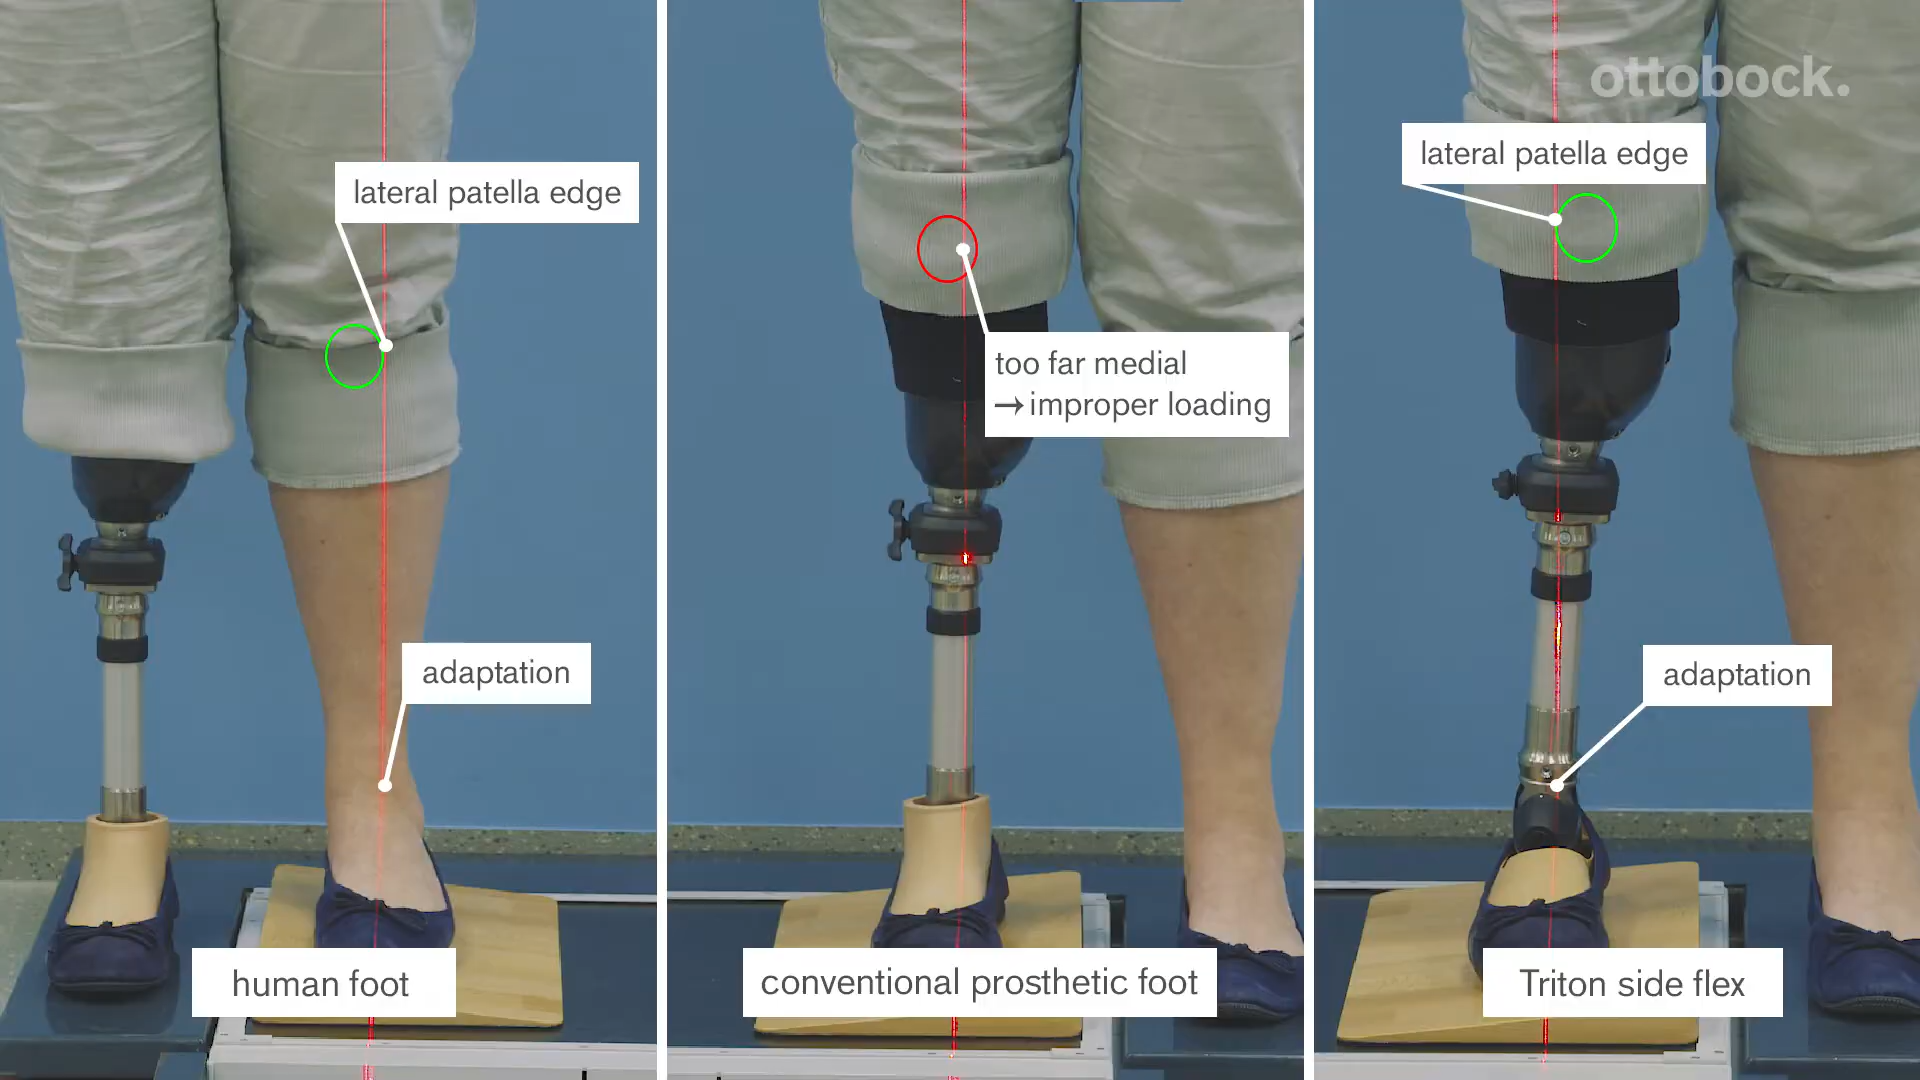 lateral patella edge
adaptation
human foot
too far medial
→ improper loading
conventional prosthetic foot
ottobock.
lateral patella edge
adaptation
Triton side flex